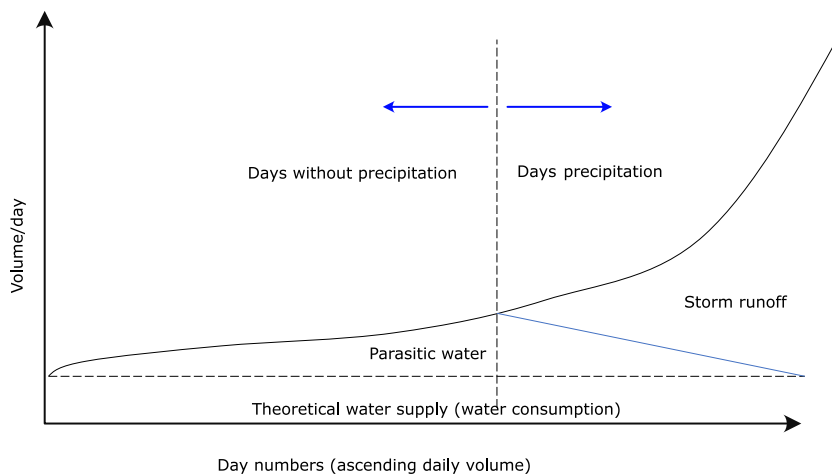 Volume/day
Days without precipitation
Days precipitation
Storm runoff
Parasitic water
Theoretical water supply (water consumption)
Day numbers (ascending daily volume)